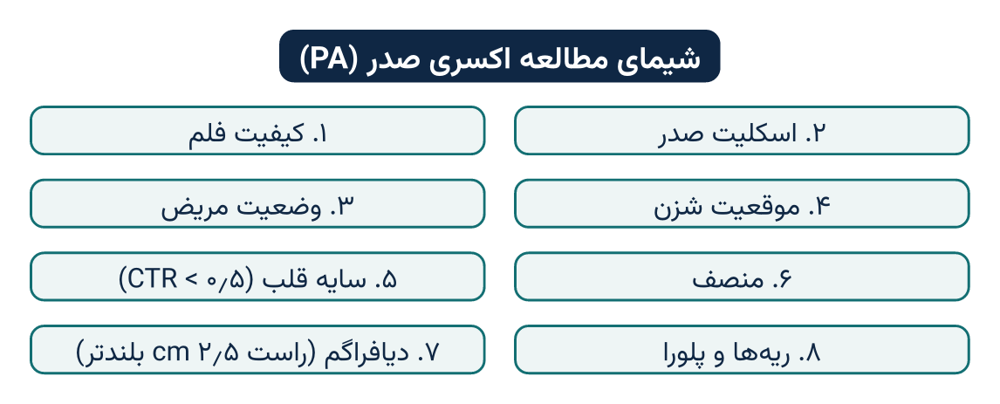 شیمای مطالعه اکسری صدر (PA)
۱. کیفیت فلم
۲. اسکلیت صدر
۳. وضعیت مریض
۴. موقعیت شزن
۵. سایه قلب (CTR < ۰٫۵)
۶. منصف
۷. دیافراگم (راست ۲٫۵ cm بلندتر)
۸. ریه‌ها و پلورا